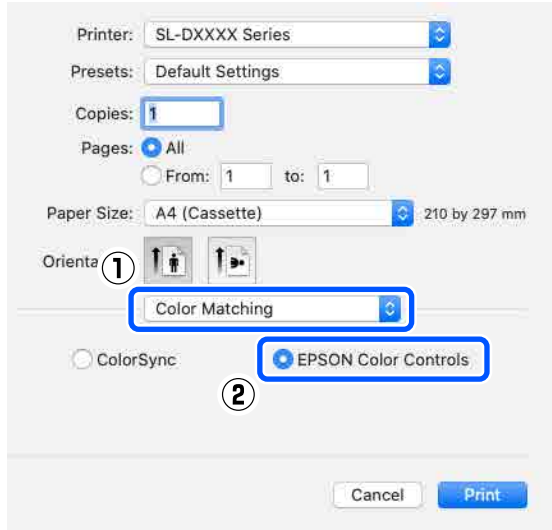 Printer: SL-DXXXX Series
Presets: Default Settings
Copies: 1
Pages: All
From: 1 to: 1
Paper Size: A4 (Cassette) 210 by 297 mm
Orienta
①
Color Matching
ColorSync EPSON Color Controls
②
Cancel Print